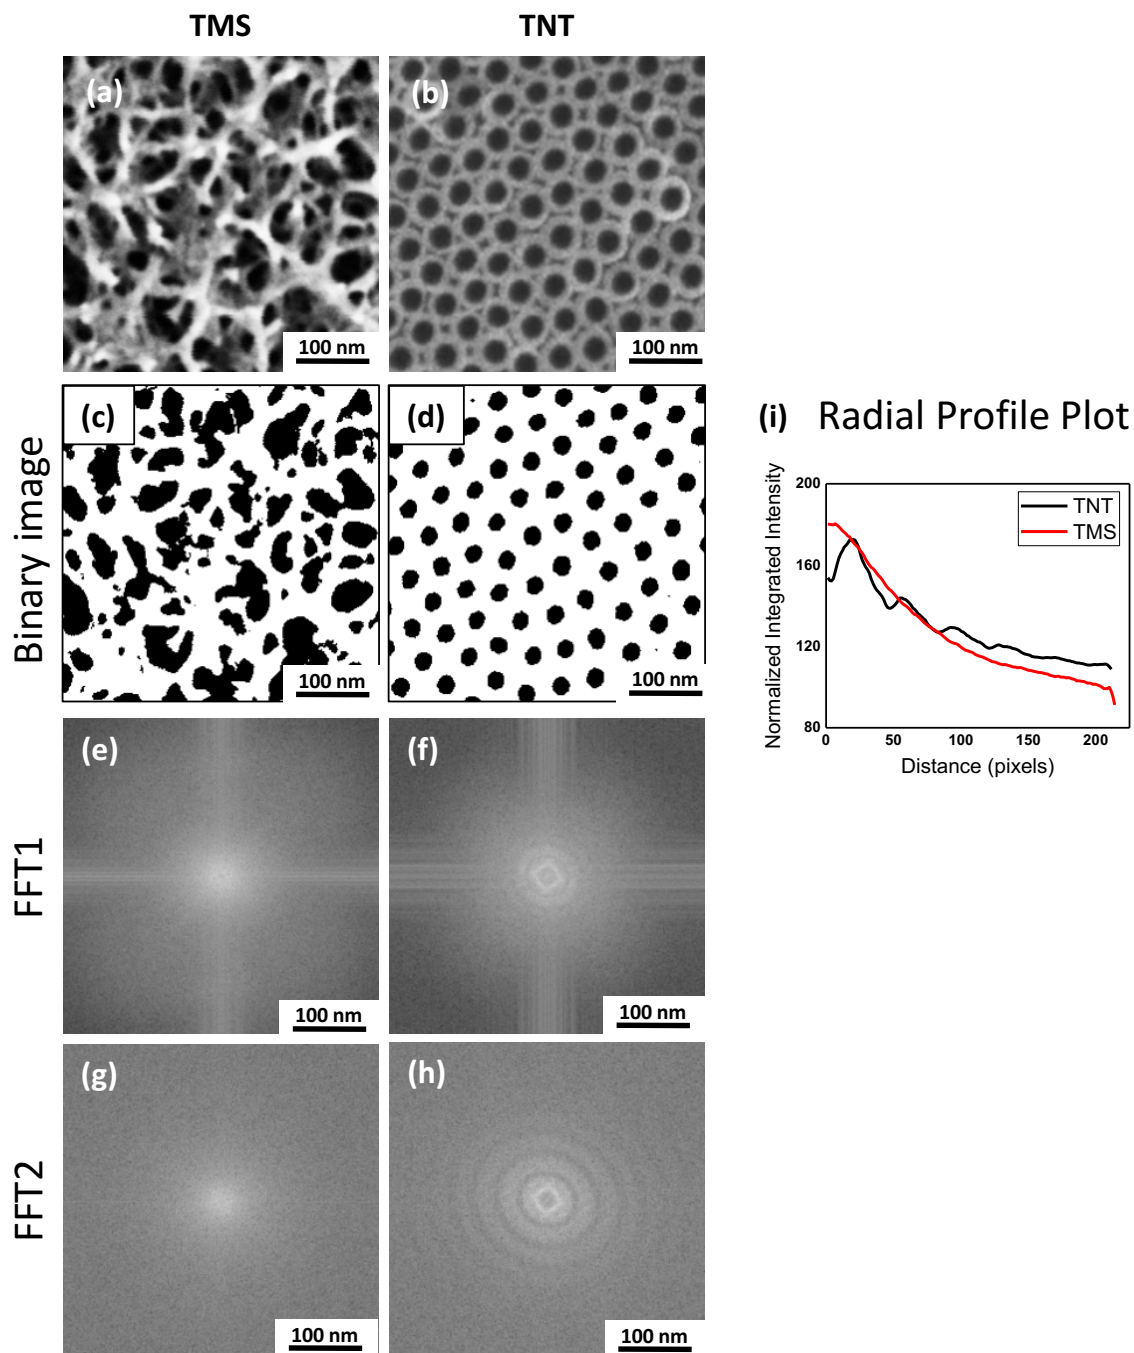 TMS TNT
(a) (b)
100 nm 100 nm
Binary image
(c) (d)
100 nm 100 nm
FFT1
(e) (f)
100 nm 100 nm
FFT2
(g) (h)
100 nm 100 nm
(i) Radial Profile Plot
Normalized Integrated Intensity
200
160
120
80
TNT
TMS
0 50 100 150 200
Distance (pixels)